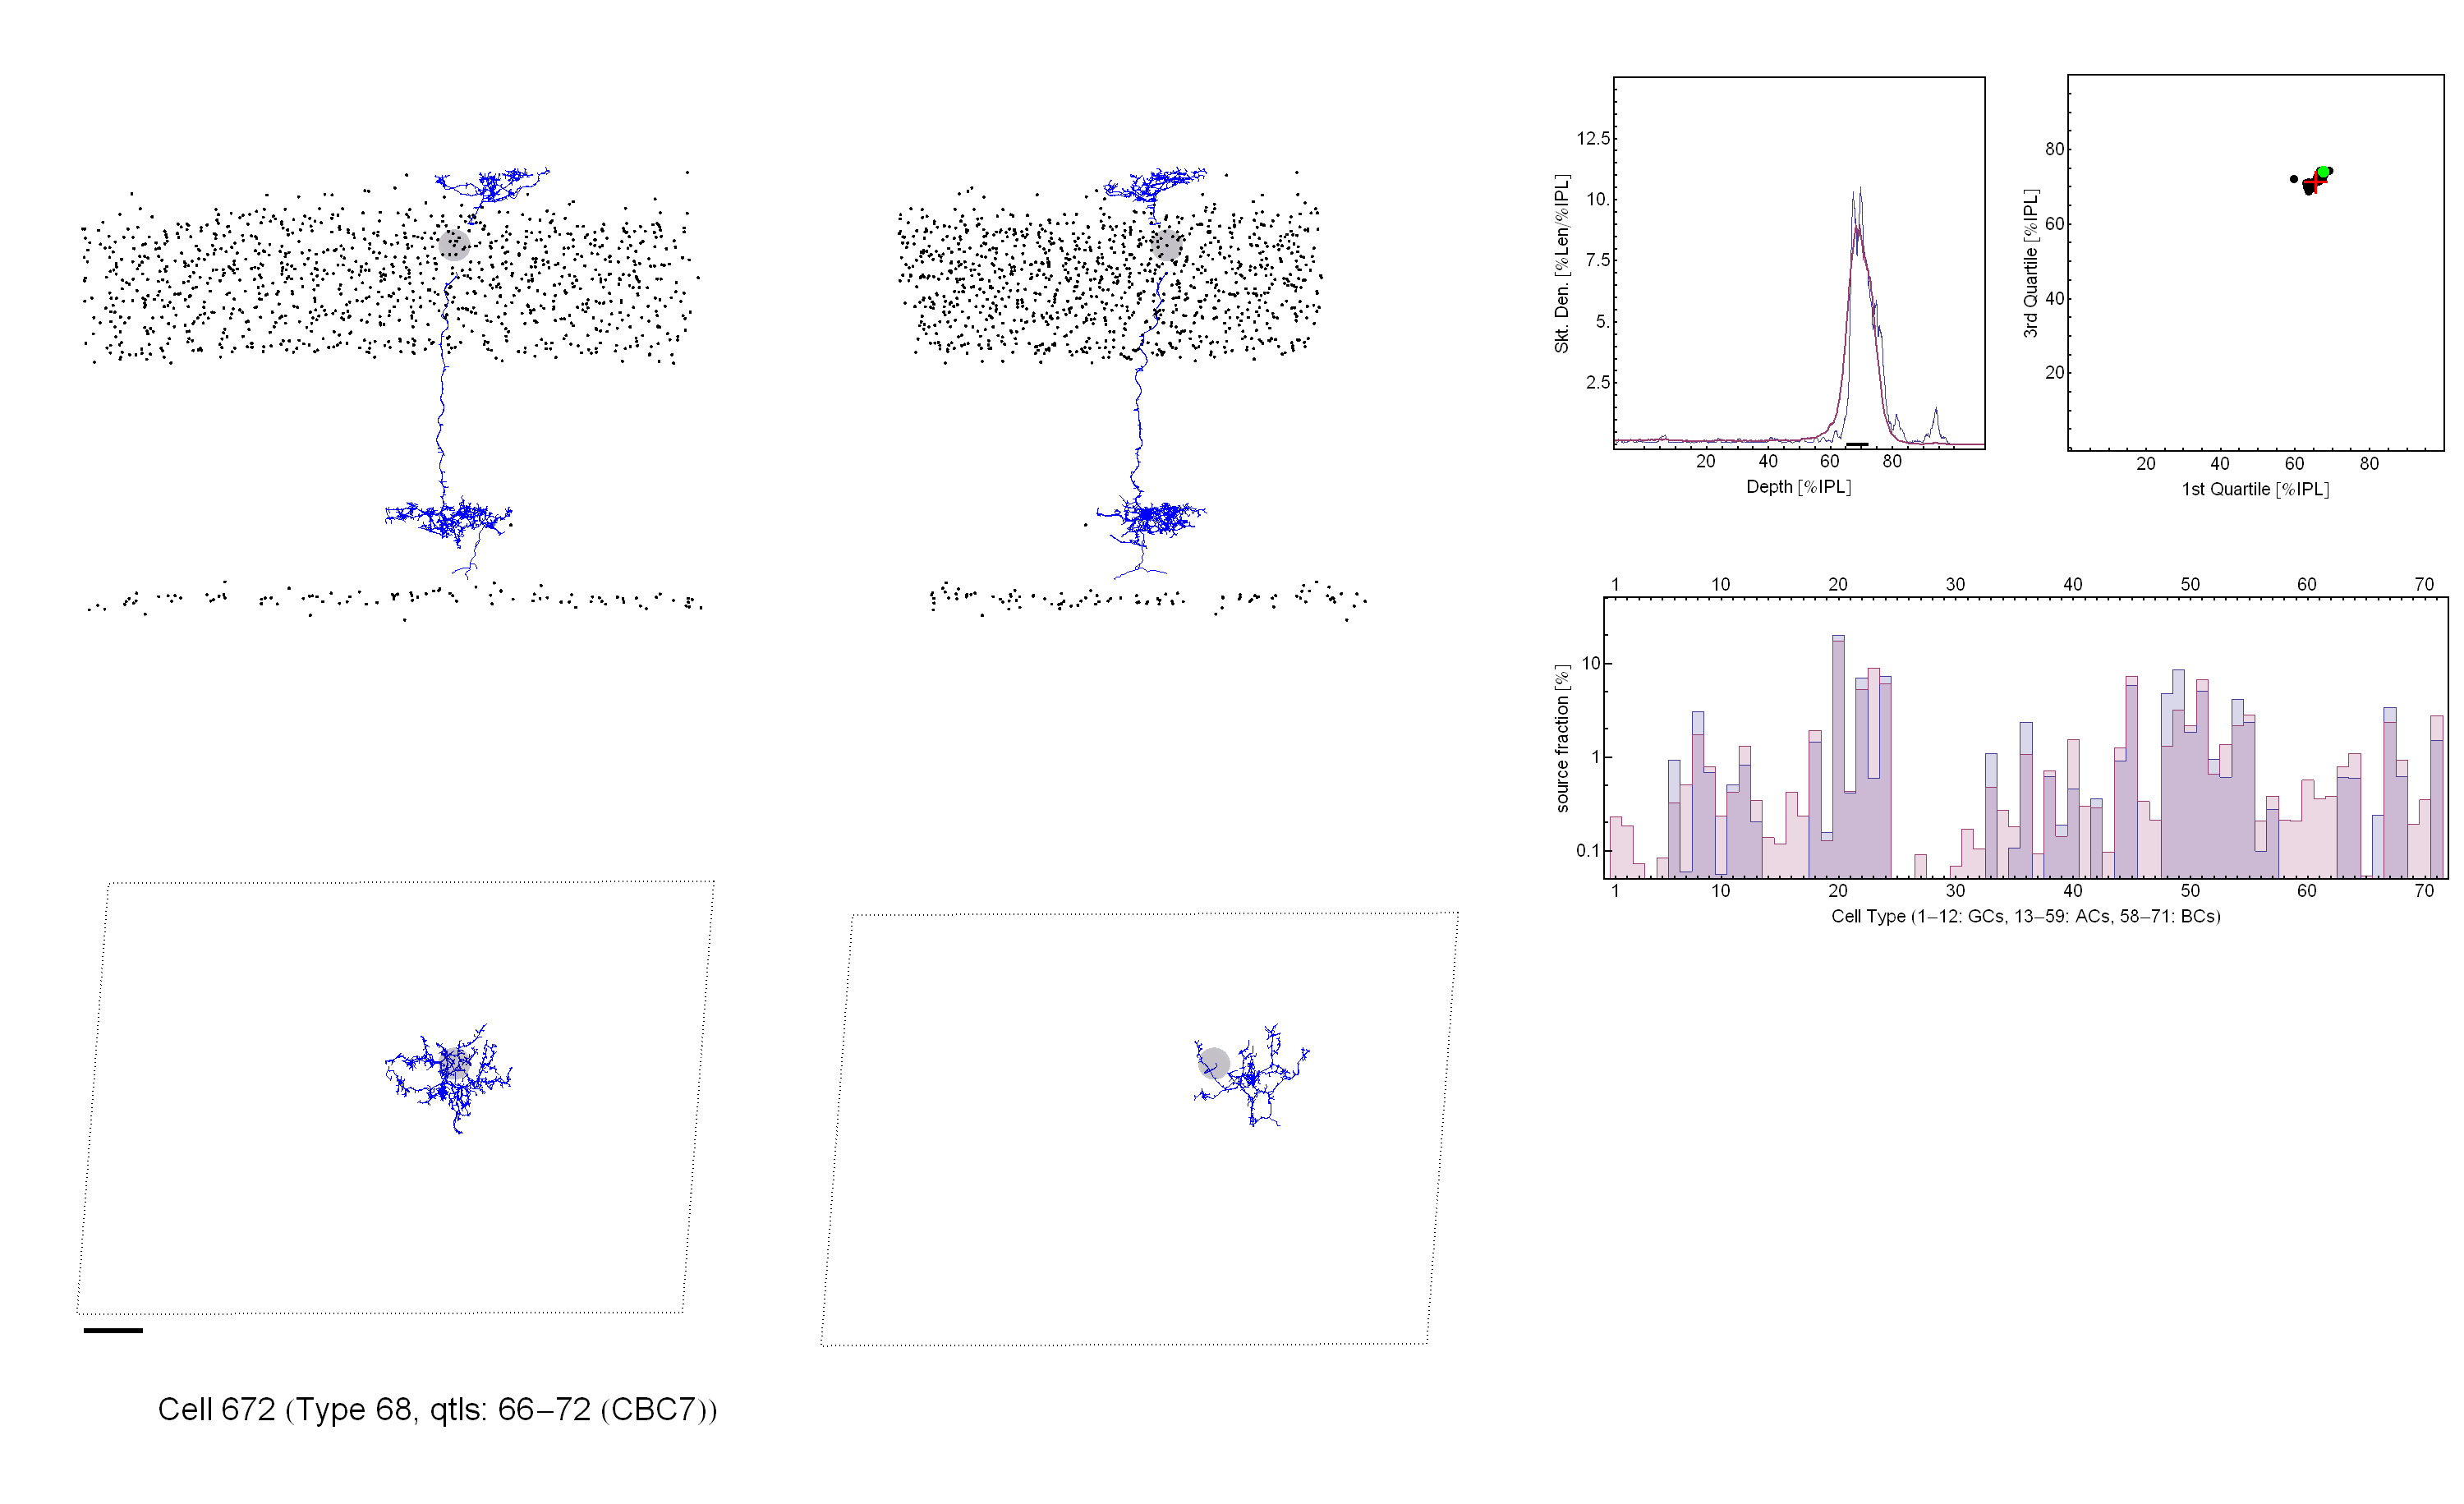 12.5
10.
7.5
5.
2.5
Skt. Den. [%Len/%IPL]
20 40 60 80
Depth [%IPL]
80
60
40
20
3rd Quartile [%IPL]
20 40 60 80
1st Quartile [%IPL]
1 10 20 30 40 50 60 70
10
1
0.1
source fraction [%]
1 10 20 30 40 50 60 70
Cell Type (1–12: GCs, 13–59: ACs, 58–71: BCs)
Cell 672 (Type 68, qtls: 66–72 (CBC7))